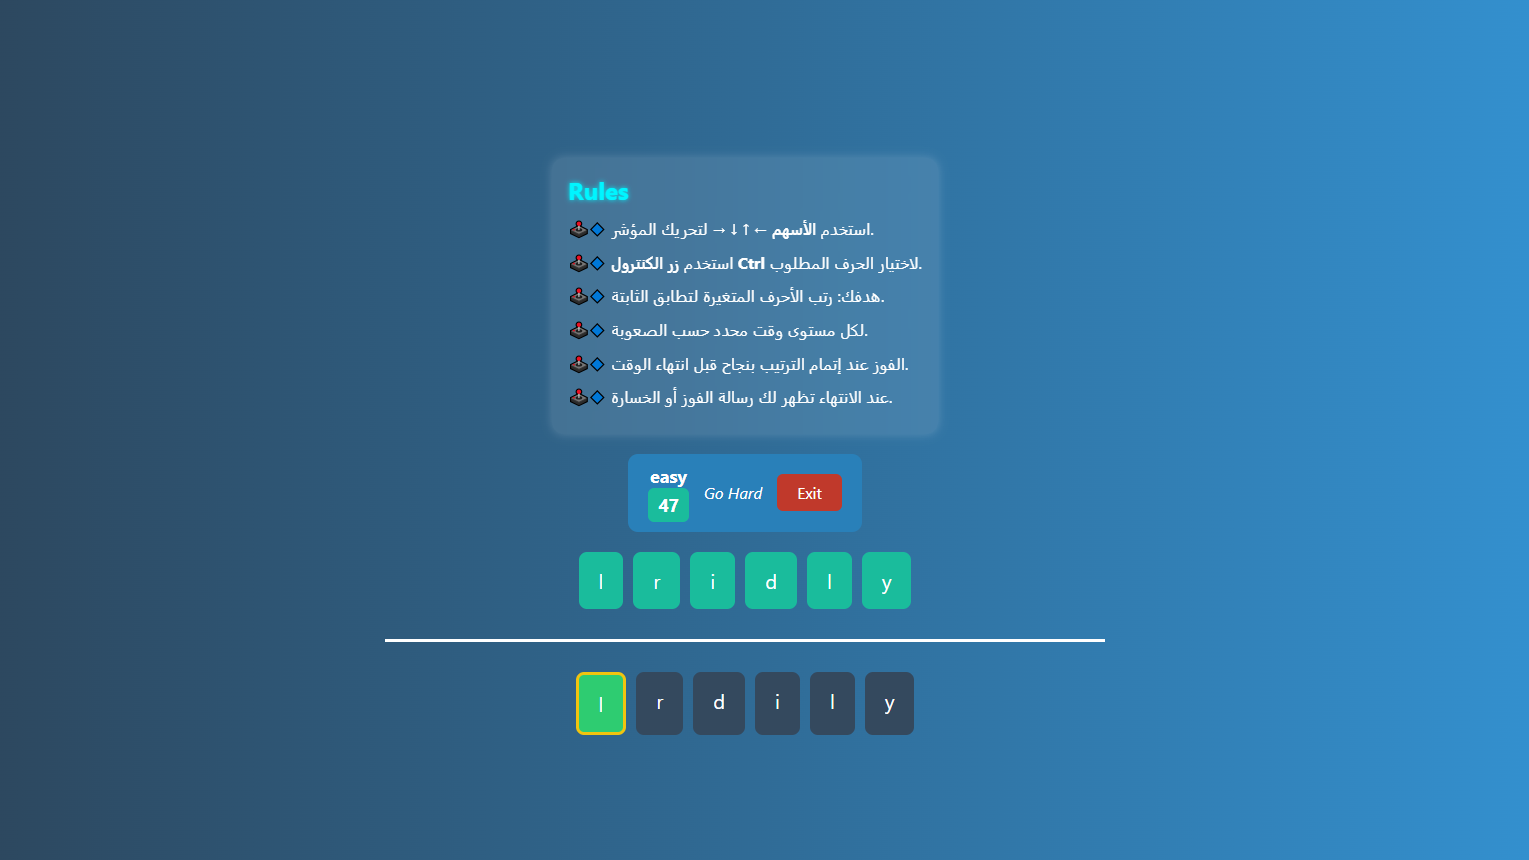 Rules
استخدم الأسهم ←↑↓→ لتحريك المؤشر.
استخدم زر الكنترول Ctrl لاختيار الحرف المطلوب.
هدفك: رتب الأحرف المتغيرة لتطابق الثابتة.
لكل مستوى وقت محدد حسب الصعوبة.
الفوز عند إتمام الترتيب بنجاح قبل انتهاء الوقت.
عند الانتهاء تظهر لك رسالة الفوز أو الخسارة.
easy
47
Go Hard
Exit
l r i d l y
l r d i l y